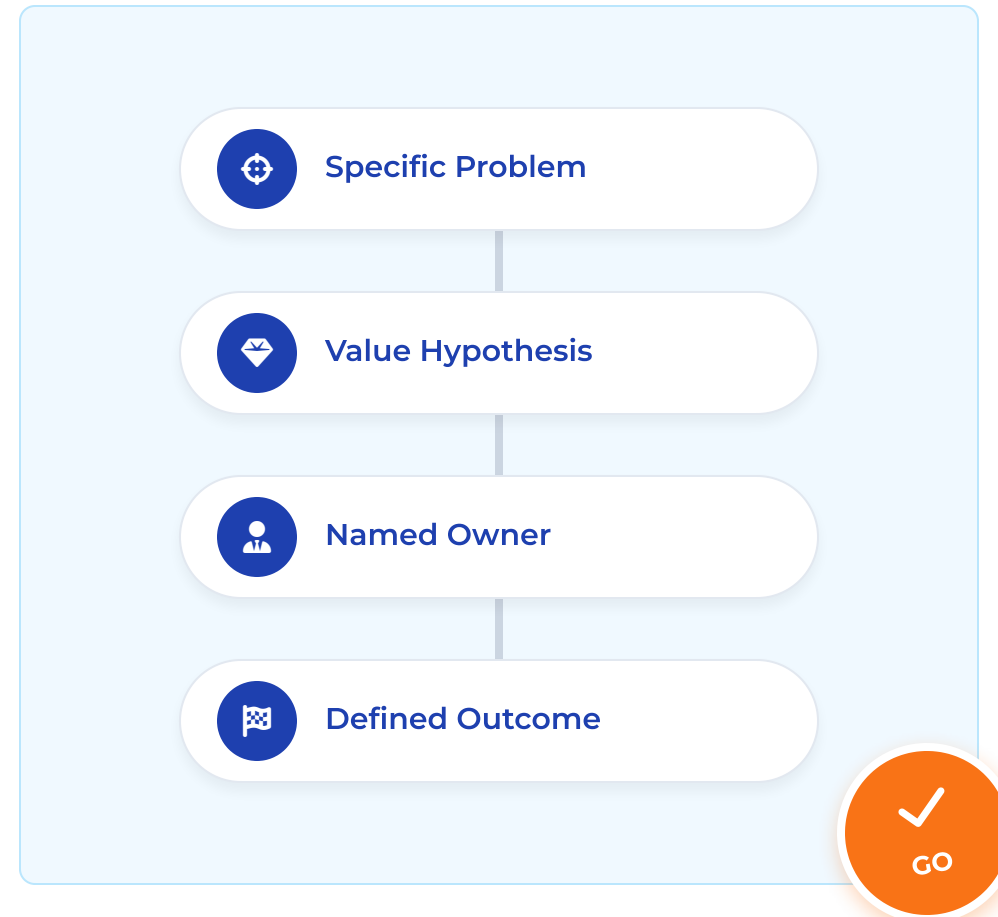 Specific Problem
Value Hypothesis
Named Owner
Defined Outcome
GO